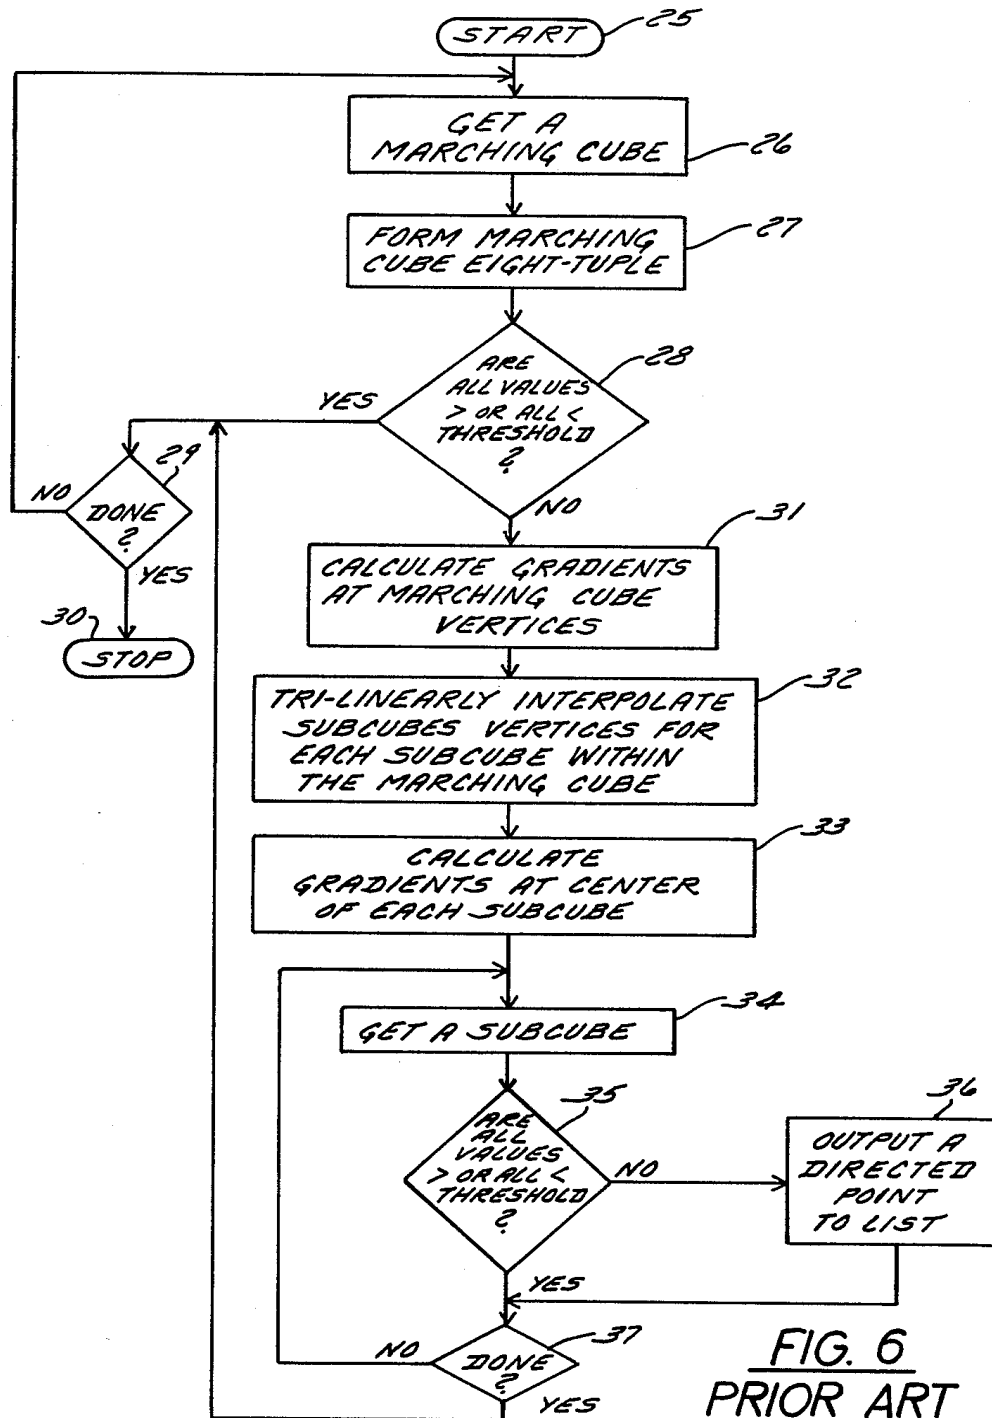 START
25
GET A
MARCHING CUBE
26
FORM MARCHING
CUBE EIGHT-TUPLE
27
ARE
ALL VALUES
> OR ALL <
THRESHOLD
?
28
YES
NO
DONE
?
29
NO
YES
30
STOP
CALCULATE GRADIENTS
AT MARCHING CUBE
VERTICES
31
TRI-LINEARLY INTERPOLATE
SUBCUBES VERTICES FOR
EACH SUBCUBE WITHIN
THE MARCHING CUBE
32
CALCULATE
GRADIENTS AT CENTER
OF EACH SUBCUBE
33
GET A SUBCUBE
34
ARE
ALL
VALUES
> OR ALL <
THRESHOLD
?
35
NO
YES
OUTPUT A
DIRECTED
POINT
TO LIST
36
DONE
?
37
NO
YES
FIG. 6
PRIOR ART